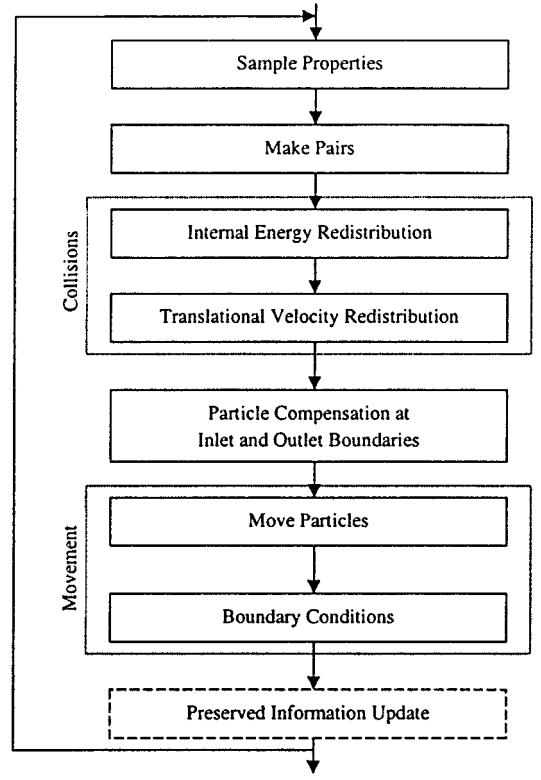 Sample Properties
Make Pairs
Collisions
Internal Energy Redistribution
Translational Velocity Redistribution
Particle Compensation at
Inlet and Outlet Boundaries
Movement
Move Particles
Boundary Conditions
Preserved Information Update